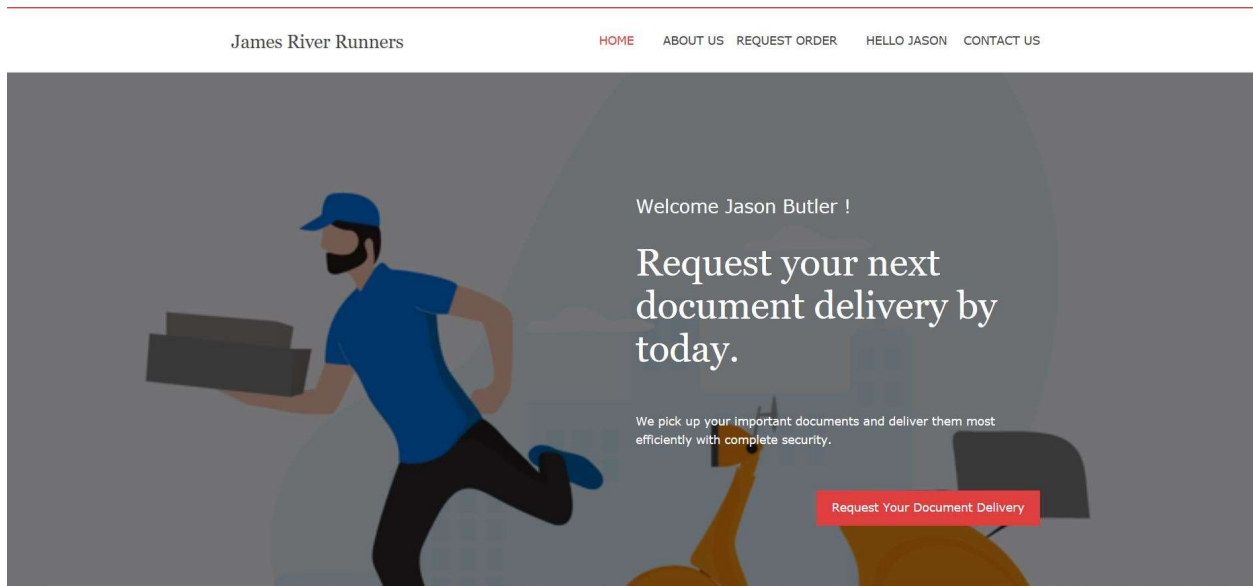 James River Runners
HOME ABOUT US REQUEST ORDER HELLO JASON CONTACT US
Welcome Jason Butler !
Request your next
document delivery by
today.
We pick up your important documents and deliver them most
efficiently with complete security.
Request Your Document Delivery